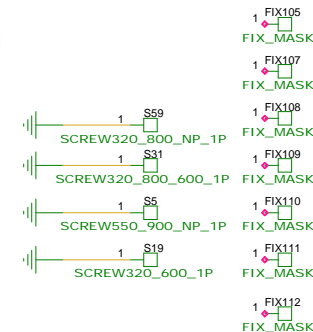 FIX105
1
FIX_MASK
FIX107
1
FIX_MASK
S59
1
SCREW320_800_NP_1P
FIX108
1
FIX_MASK
S31
1
SCREW320_800_600_1P
FIX109
1
FIX_MASK
S5
1
SCREW550_900_NP_1P
FIX110
1
FIX_MASK
S19
1
SCREW320_600_1P
FIX111
1
FIX_MASK
FIX112
1
FIX_MASK